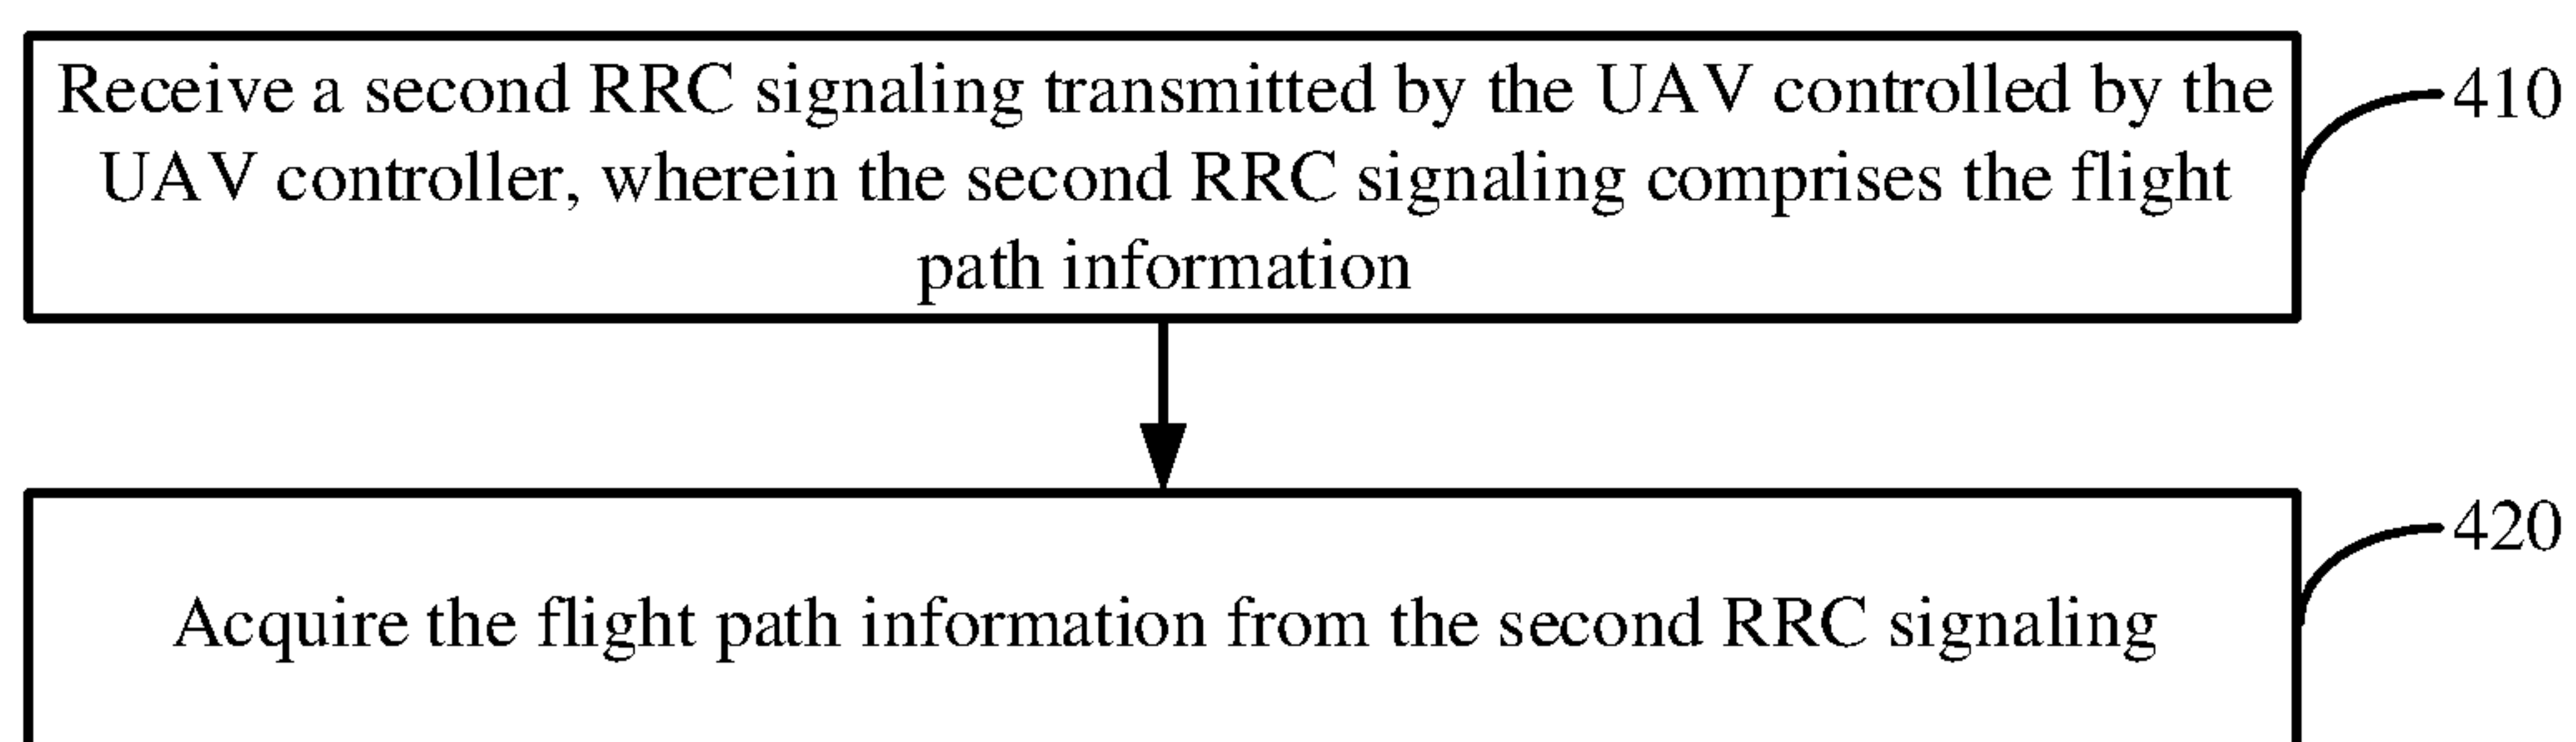 Receive a second RRC signaling transmitted by the UAV controlled by the
410
UAV controller, wherein the second RRC signaling comprises the flight
path information
420
Acquire the flight path information from the second RRC signaling